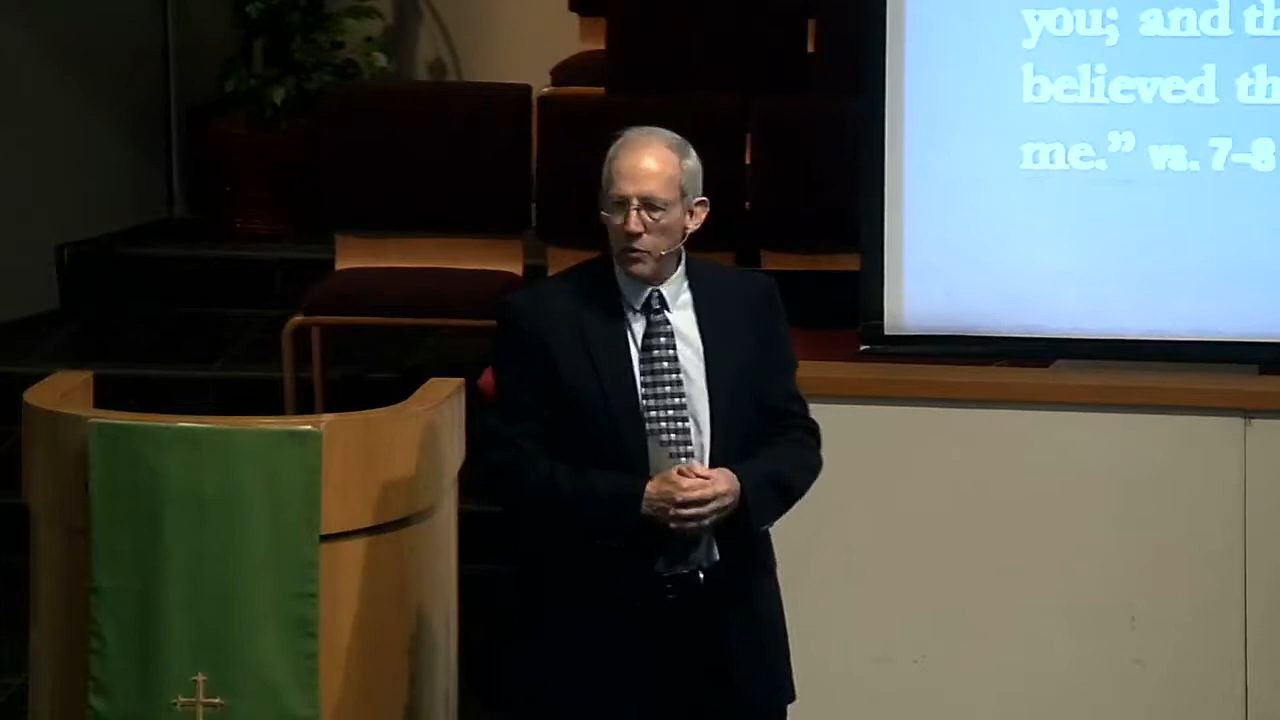 you; and th
believed th
me.” vs. 7–8